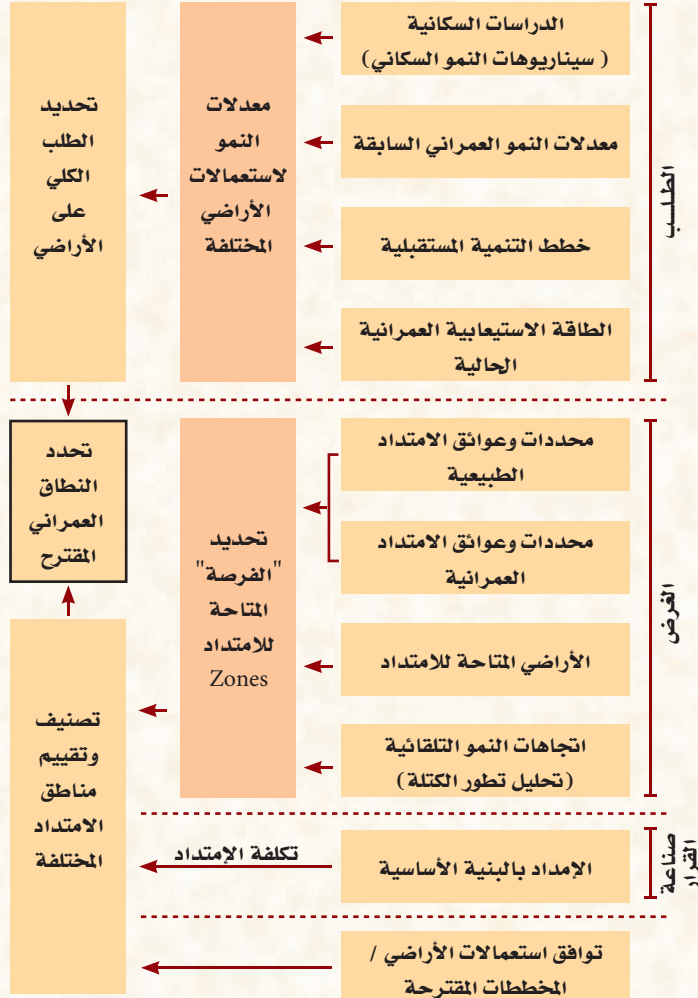 الطلـــب
الدراسات السكانية
( سيناريوهات النمو السكاني)
معدلات النمو العمراني السابقة
خطط التنمية المستقبلية
الطاقة الاستيعابية العمرانية
الحالية
معدلات
النمو
لاستعمالات
الأراضي
المختلفة
تحديد
الطلب
الكلي
على
الأراضي
الغرض
محددات وعوائق الامتداد
الطبيعية
محددات وعوائق الامتداد
العمرانية
الأراضي المتاحة للامتداد
اتجاهات النمو التلقائية
(تحليل تطور الكتلة)
تحديد
"الفرصة"
المتاحة
للامتداد
Zones
تحدد
النطاق
العمراني
المقترح
تصنيف
وتقييم
مناطق
الامتداد
المختلفة
صناعة
القرار
الإمداد بالبنية الأساسية
تكلفة الإمتداد
توافق استعمالات الأراضي /
المخططات المقترحة